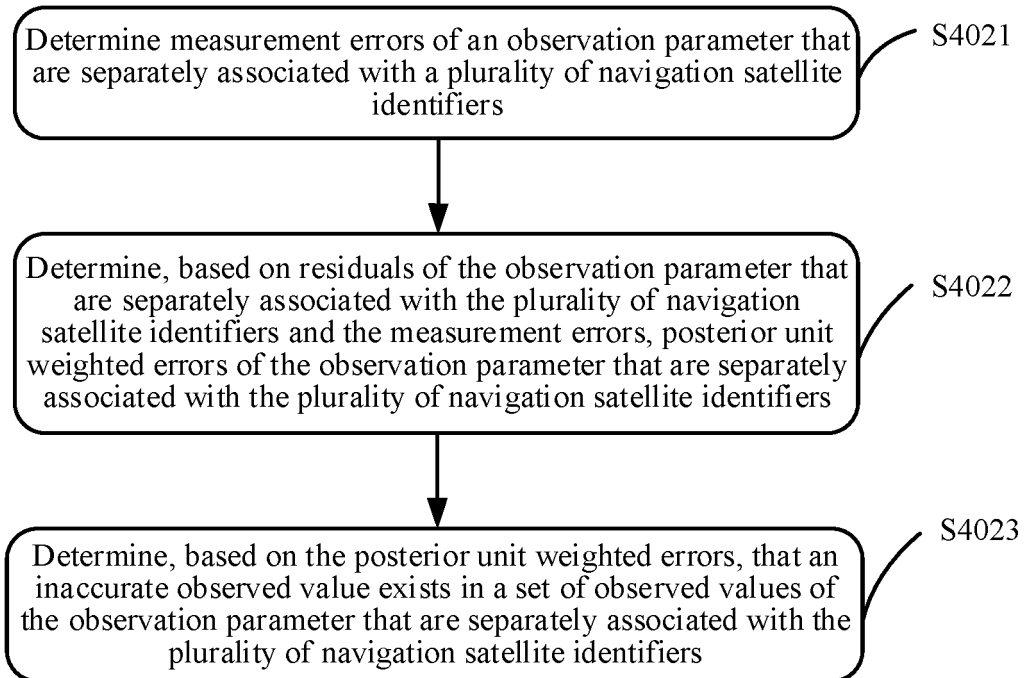 Determine measurement errors of an observation parameter that
are separately associated with a plurality of navigation satellite
identifiers
S4021
Determine, based on residuals of the observation parameter that
are separately associated with the plurality of navigation
satellite identifiers and the measurement errors, posterior unit
weighted errors of the observation parameter that are separately
associated with the plurality of navigation satellite identifiers
S4022
Determine, based on the posterior unit weighted errors, that an
inaccurate observed value exists in a set of observed values of
the observation parameter that are separately associated with the
plurality of navigation satellite identifiers
S4023